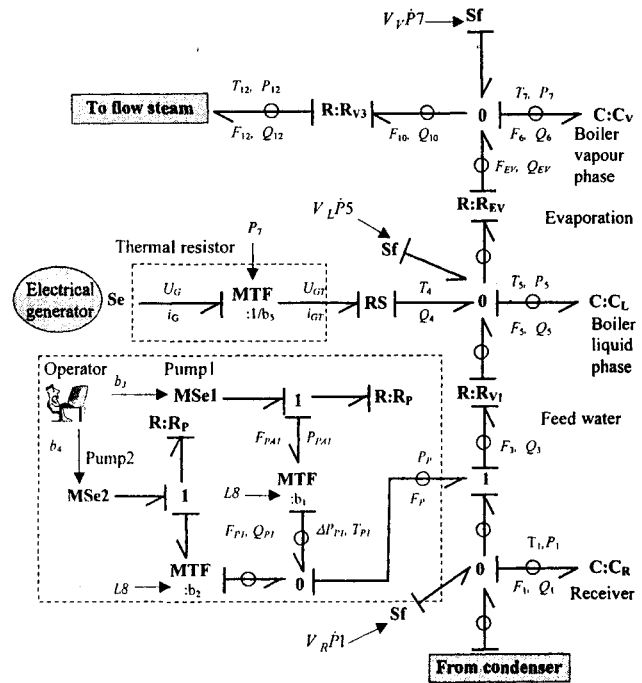 V_V Ṗ7
Sf
T12, P12
T7, P7
To flow steam
R:RV3
0
C:CV
F12, Q12
F10, Q10
F6, Q6
Boiler
vapour
phase
FEV, QEV
R:REV
V_L Ṗ5
Evaporation
P7
Sf
Thermal resistor
Electrical
generator
Se
UG
iG
MTF
:1/b5
UGT
iGT
RS
T4
Q4
0
T5, P5
F5, Q5
C:CL
Boiler
liquid
phase
Operator
Pump1
b3
MSe1
1
R:RP
R:RV1
R:RP
FPA1
PPA1
Feed water
b4
Pump2
PP
FP
F3, Q3
MSe2
1
MTF
:b1
L8
1
FP1, QP1
ΔPP1, TP1
T1, P1
MTF
:b2
L8
0
0
C:CR
F1, Q1
Receiver
Sf
V_R Ṗ1
From condenser